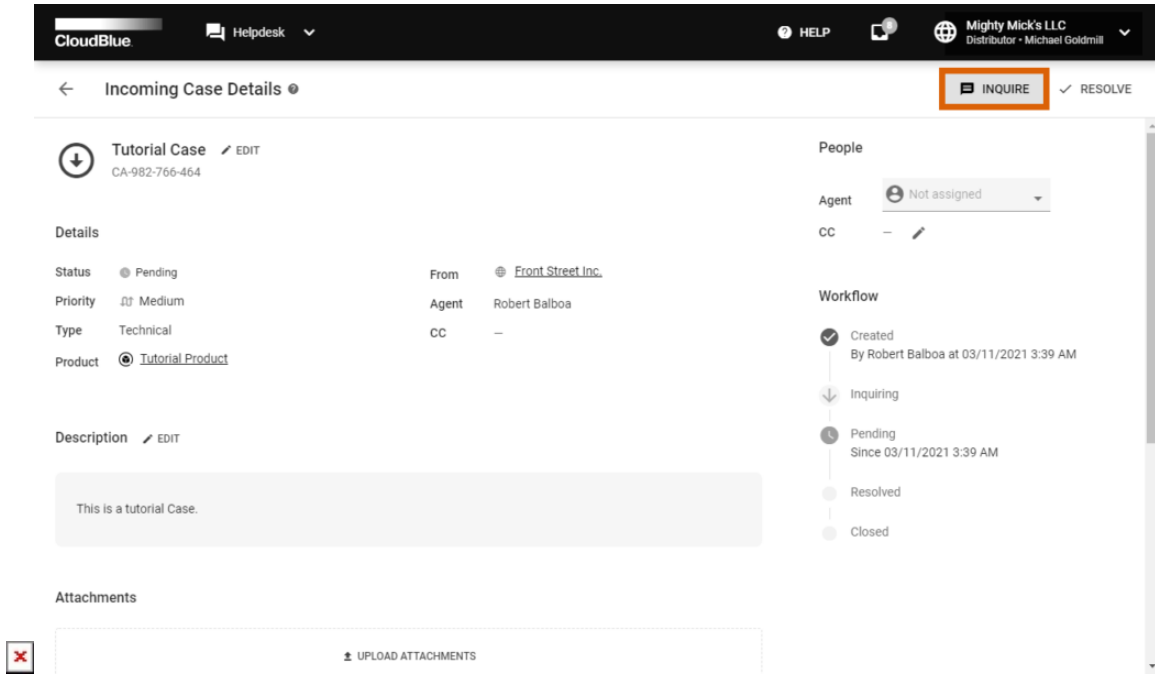 CloudBlue
Helpdesk
HELP
Mighty Mick's LLC
Distributor • Michael Goldmill
Incoming Case Details
INQUIRE
RESOLVE
Tutorial Case
EDIT
CA-982-766-464
People
Agent
Not assigned
CC
–
Details
Status
Pending
From
Front Street Inc.
Priority
Medium
Agent
Robert Balboa
Type
Technical
CC
–
Product
Tutorial Product
Workflow
Created
By Robert Balboa at 03/11/2021 3:39 AM
Inquiring
Pending
Since 03/11/2021 3:39 AM
Resolved
Closed
Description
EDIT
This is a tutorial Case.
Attachments
UPLOAD ATTACHMENTS